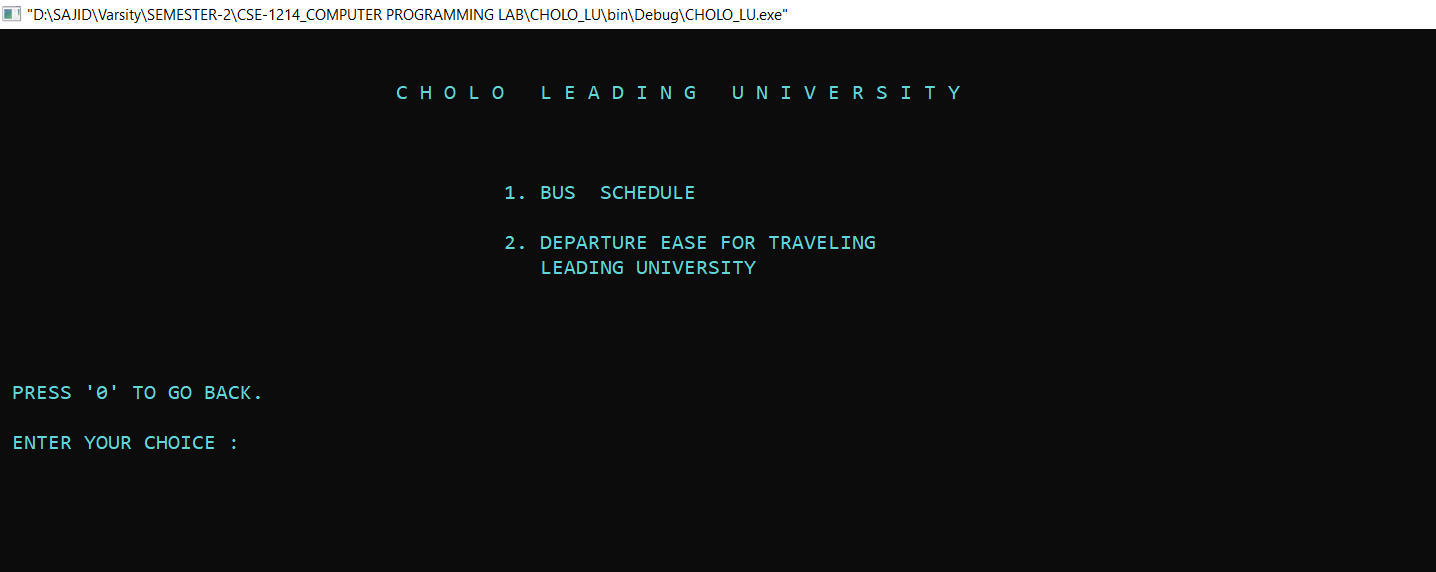 "D:\SAJID\Varsity\SEMESTER-2\CSE-1214_COMPUTER PROGRAMMING LAB\CHOLO_LU\bin\Debug\CHOLO_LU.exe"
C H O L O   L E A D I N G   U N I V E R S I T Y
1. BUS  SCHEDULE
2. DEPARTURE EASE FOR TRAVELING
LEADING UNIVERSITY
PRESS '0' TO GO BACK.
ENTER YOUR CHOICE :